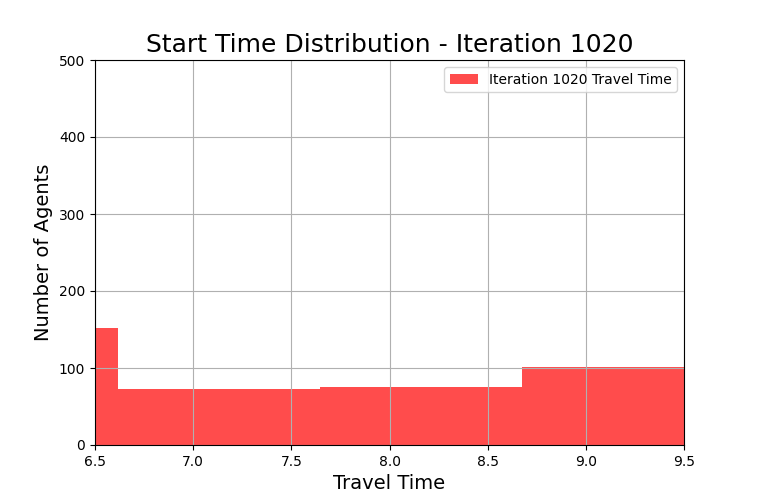 Start Time Distribution - Iteration 1020
Iteration 1020 Travel Time
Number of Agents
500
400
300
200
100
0
6.5 7.0 7.5 8.0 8.5 9.0 9.5
Travel Time